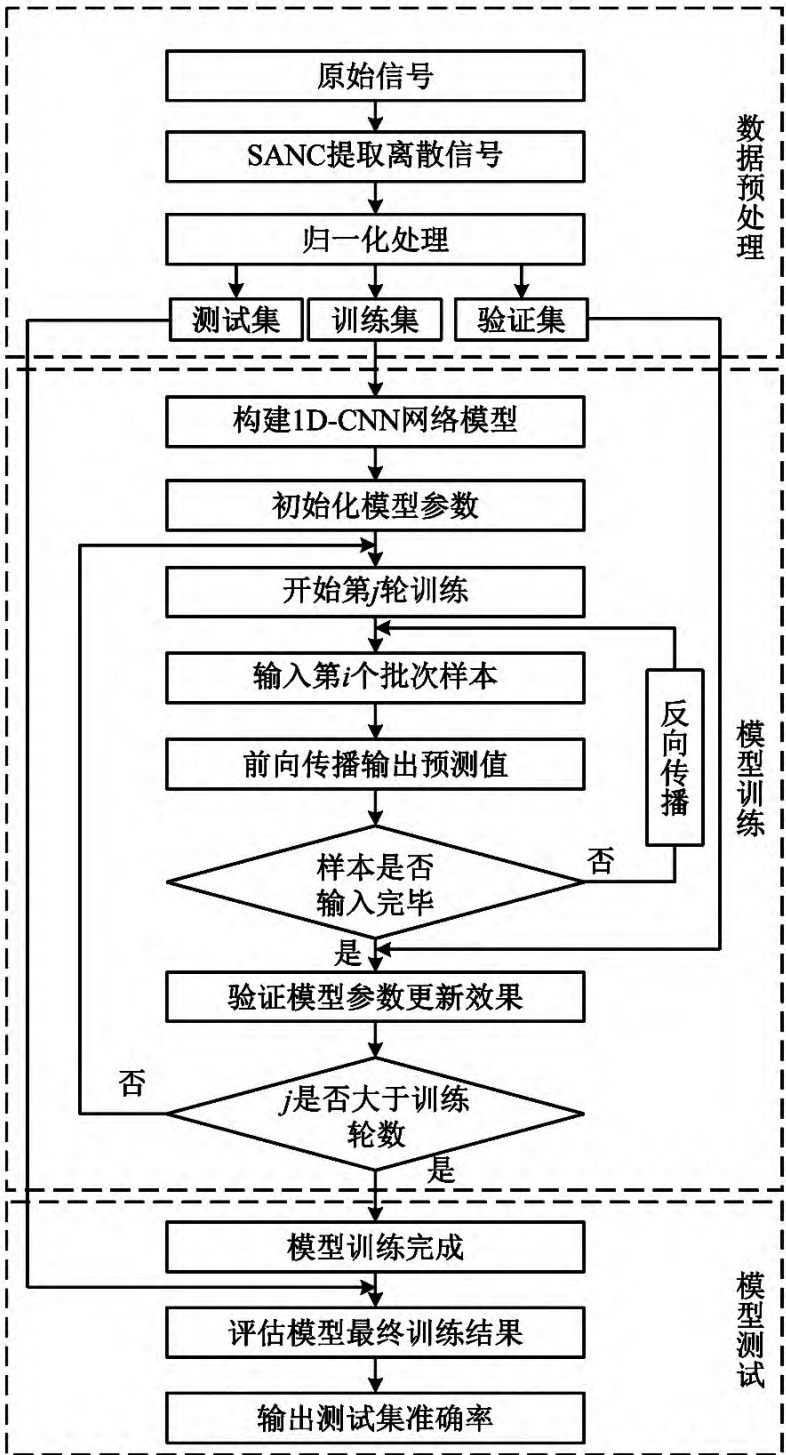 原始信号
SANC提取离散信号
归一化处理
测试集
训练集
验证集
数据预处理
构建1D-CNN网络模型
初始化模型参数
开始第j轮训练
输入第i个批次样本
前向传播输出预测值
反向传播
样本是否
输入完毕
否
是
验证模型参数更新效果
j是否大于训练
轮数
否
是
模型训练
模型训练完成
评估模型最终训练结果
输出测试集准确率
模型测试